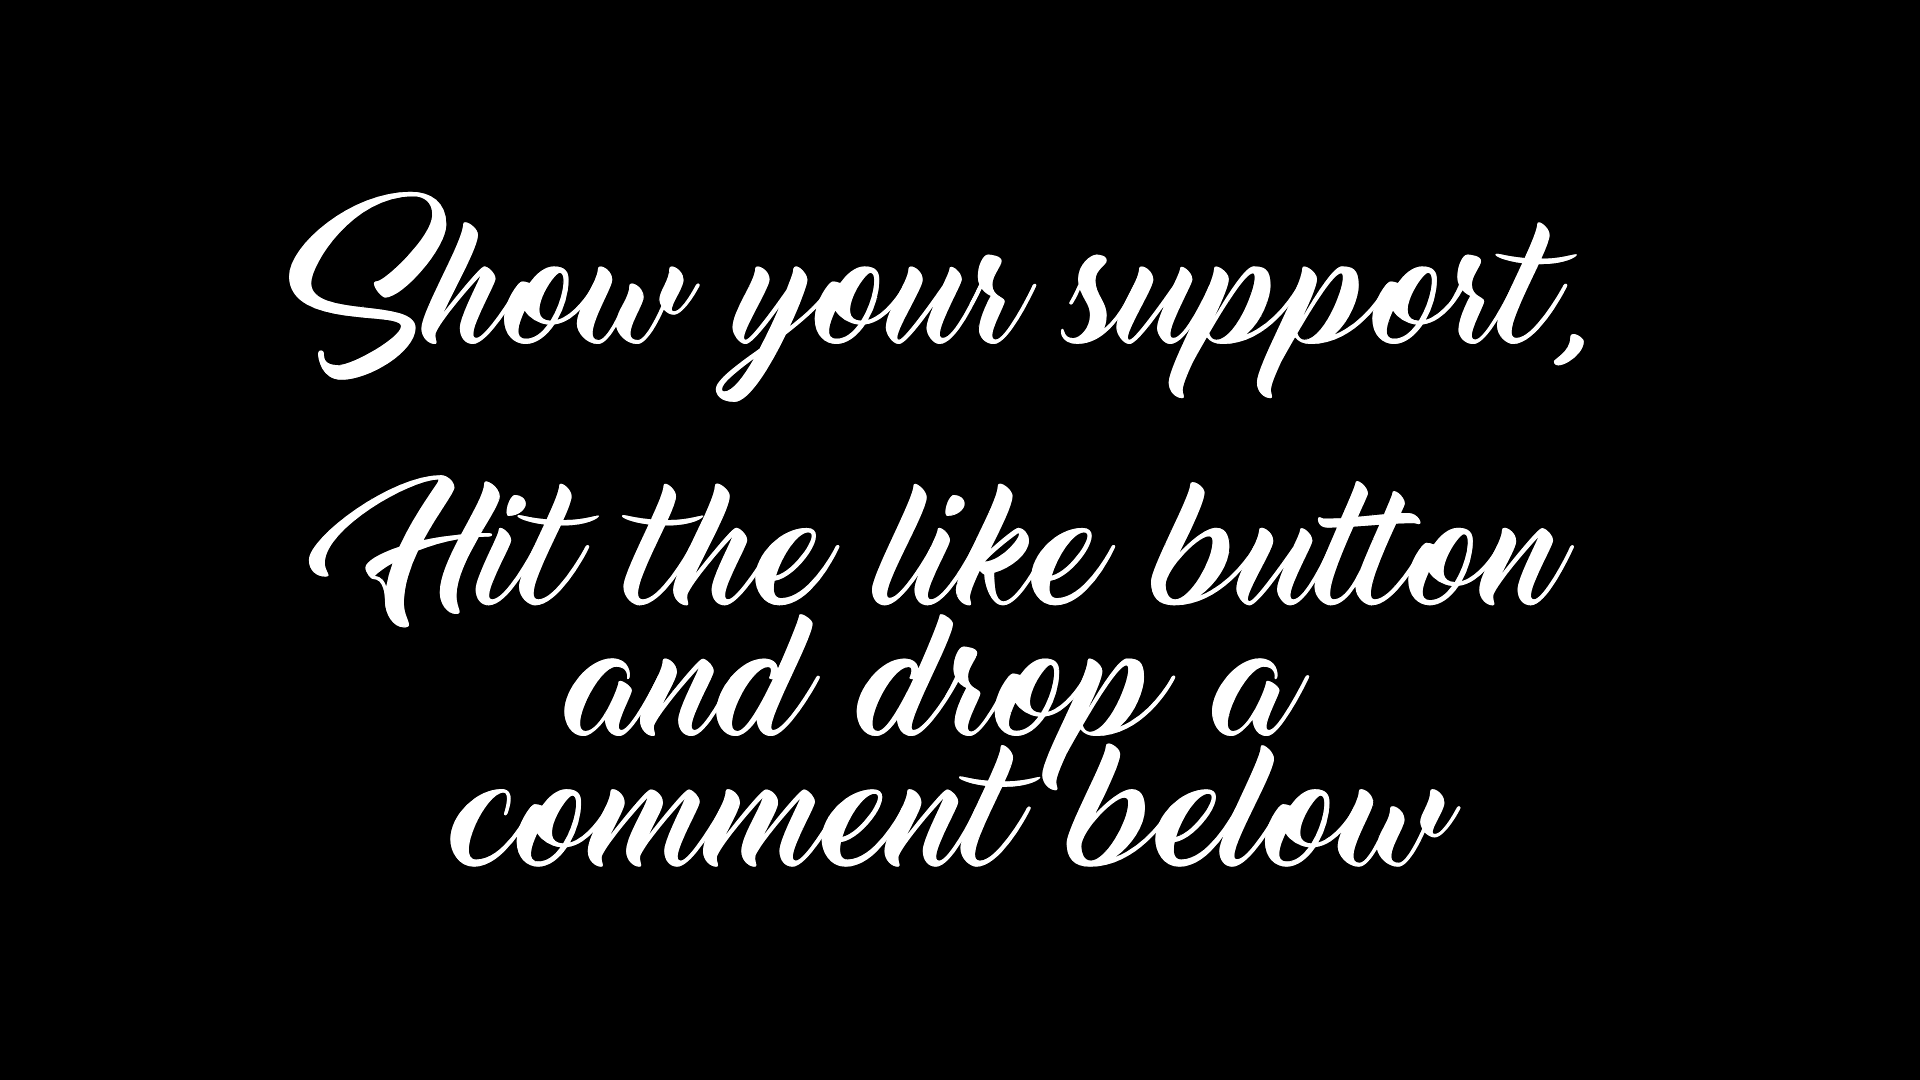 Show your support,
Hit the like button
and drop a
comment below